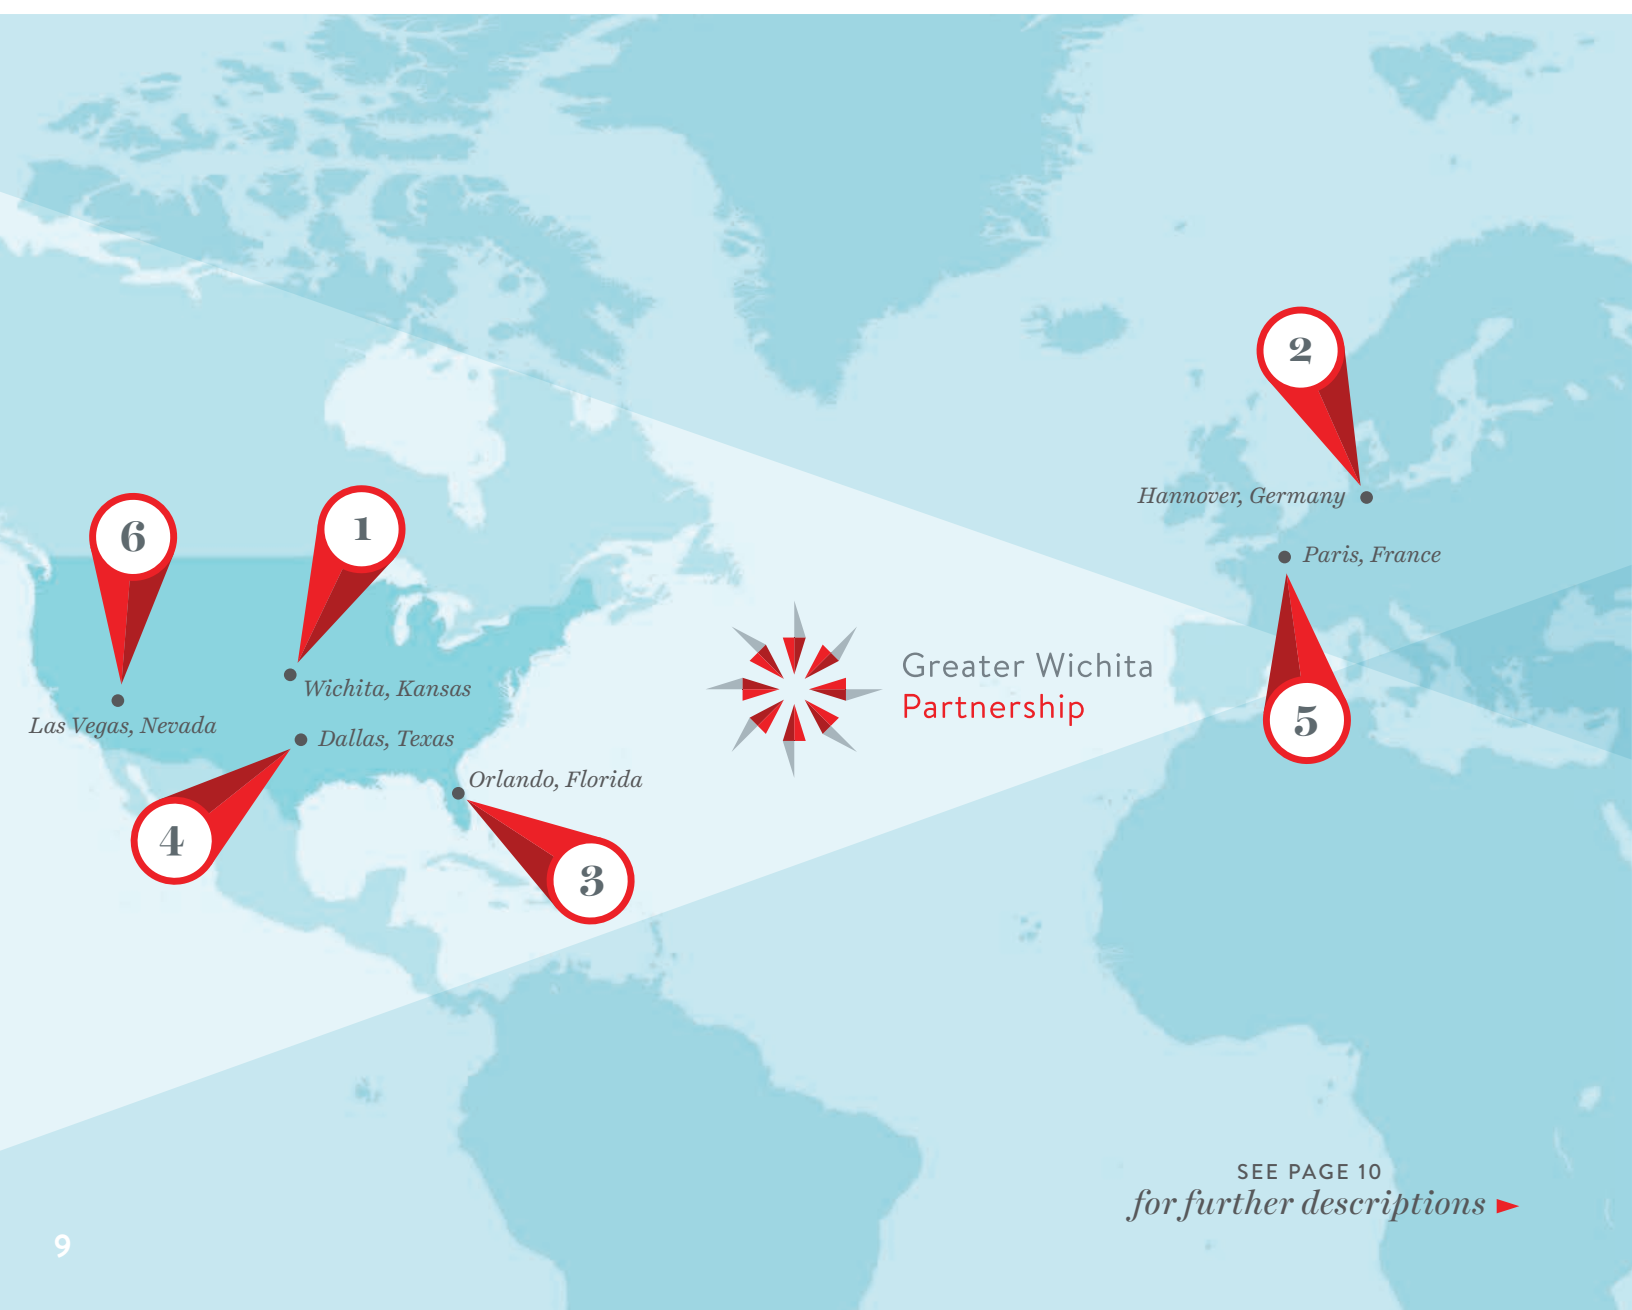 2
Hannover, Germany
6
1
Paris, France
Greater Wichita
Partnership
Wichita, Kansas
Las Vegas, Nevada
5
Dallas, Texas
Orlando, Florida
4
3
SEE PAGE 10
for further descriptions
9